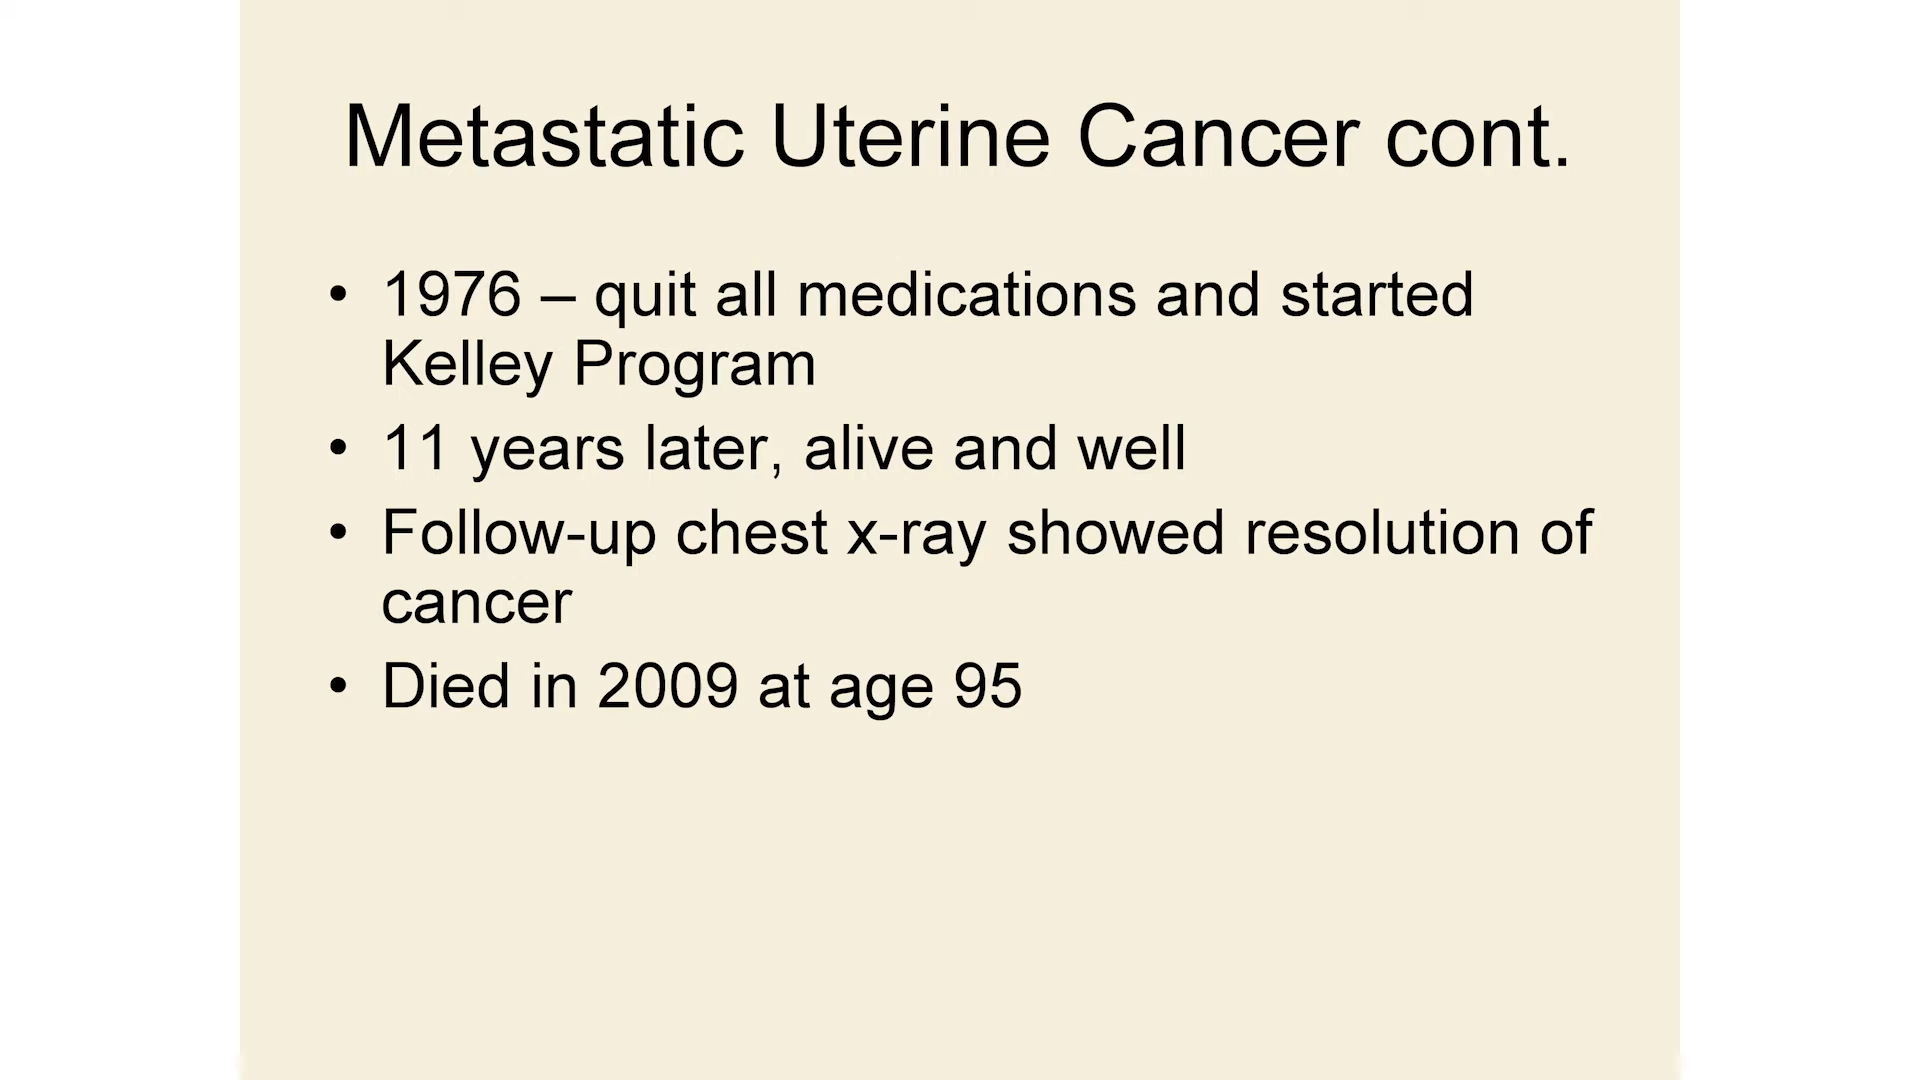 Metastatic Uterine Cancer cont.
• 1976 – quit all medications and started
Kelley Program
• 11 years later, alive and well
• Follow-up chest x-ray showed resolution of
cancer
• Died in 2009 at age 95